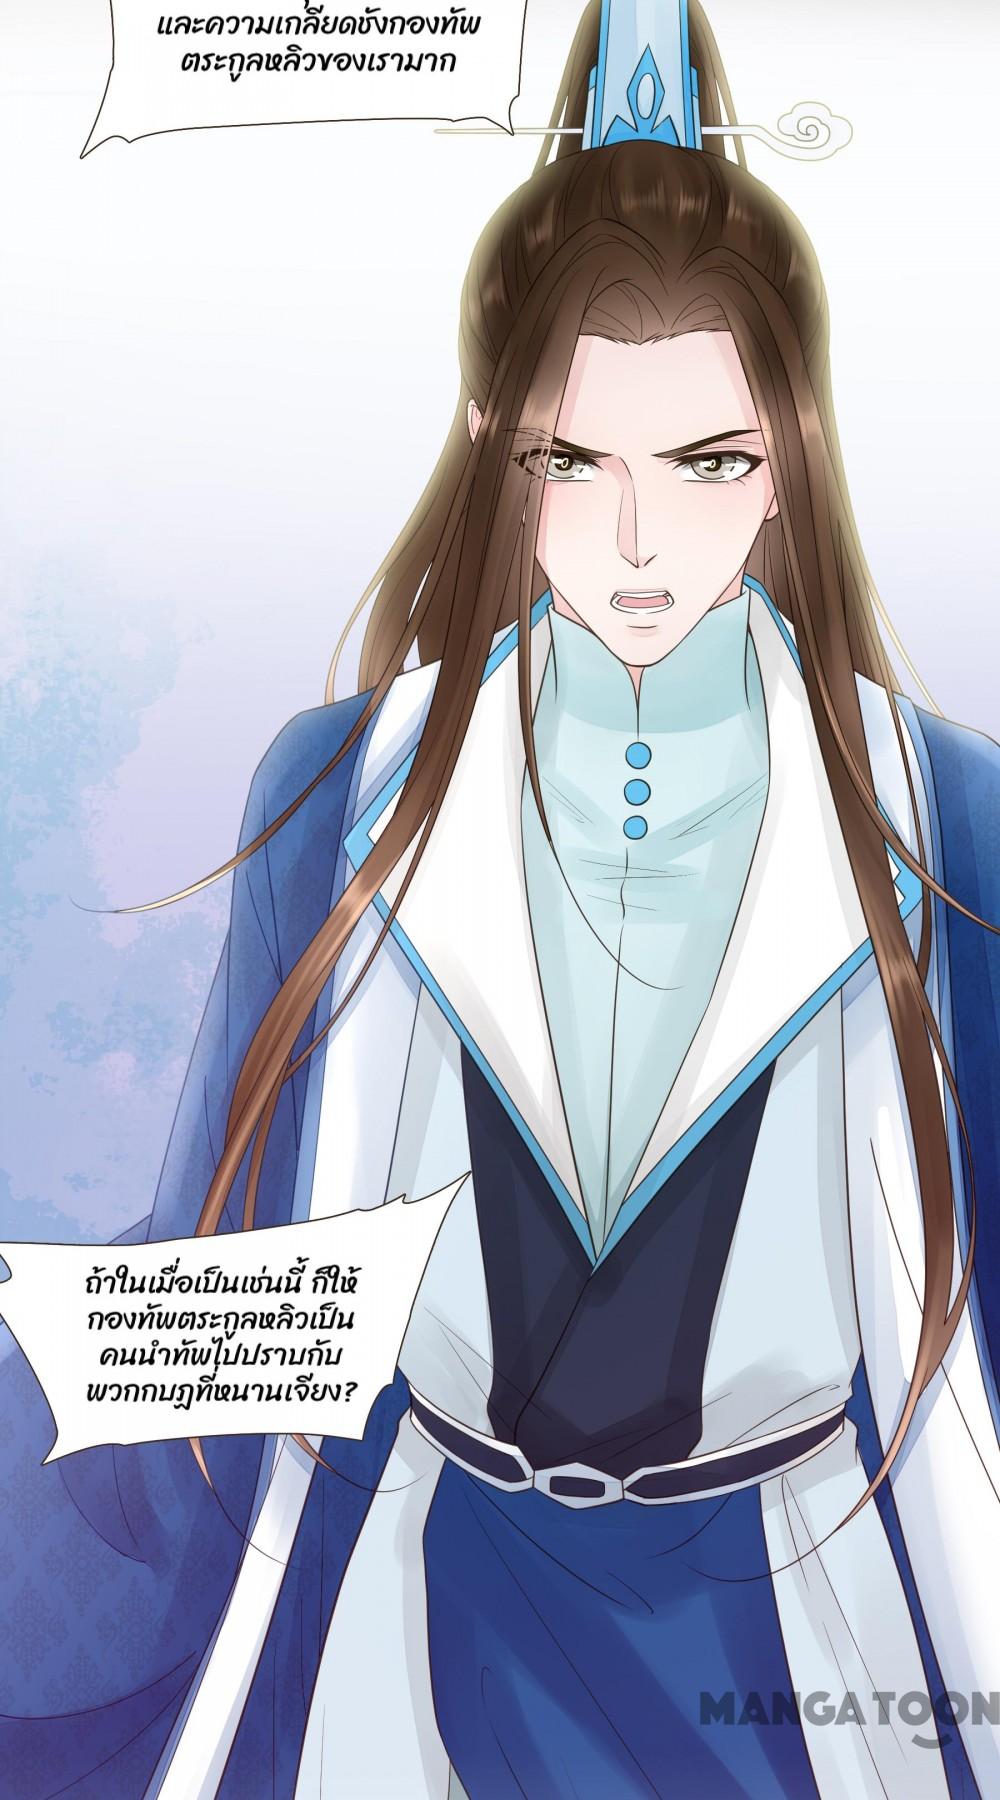 และความเกลียดชังกองทัพ
ตระกูลหลิวของเรามาก
ถ้าในเมื่อเป็นเช่นนี้ ก็ให้
กองทัพตระกูลหลิวเป็น
คนนำทัพไปปราบกับ
พวกกบฏที่หนานเจียง?
MANGATOON